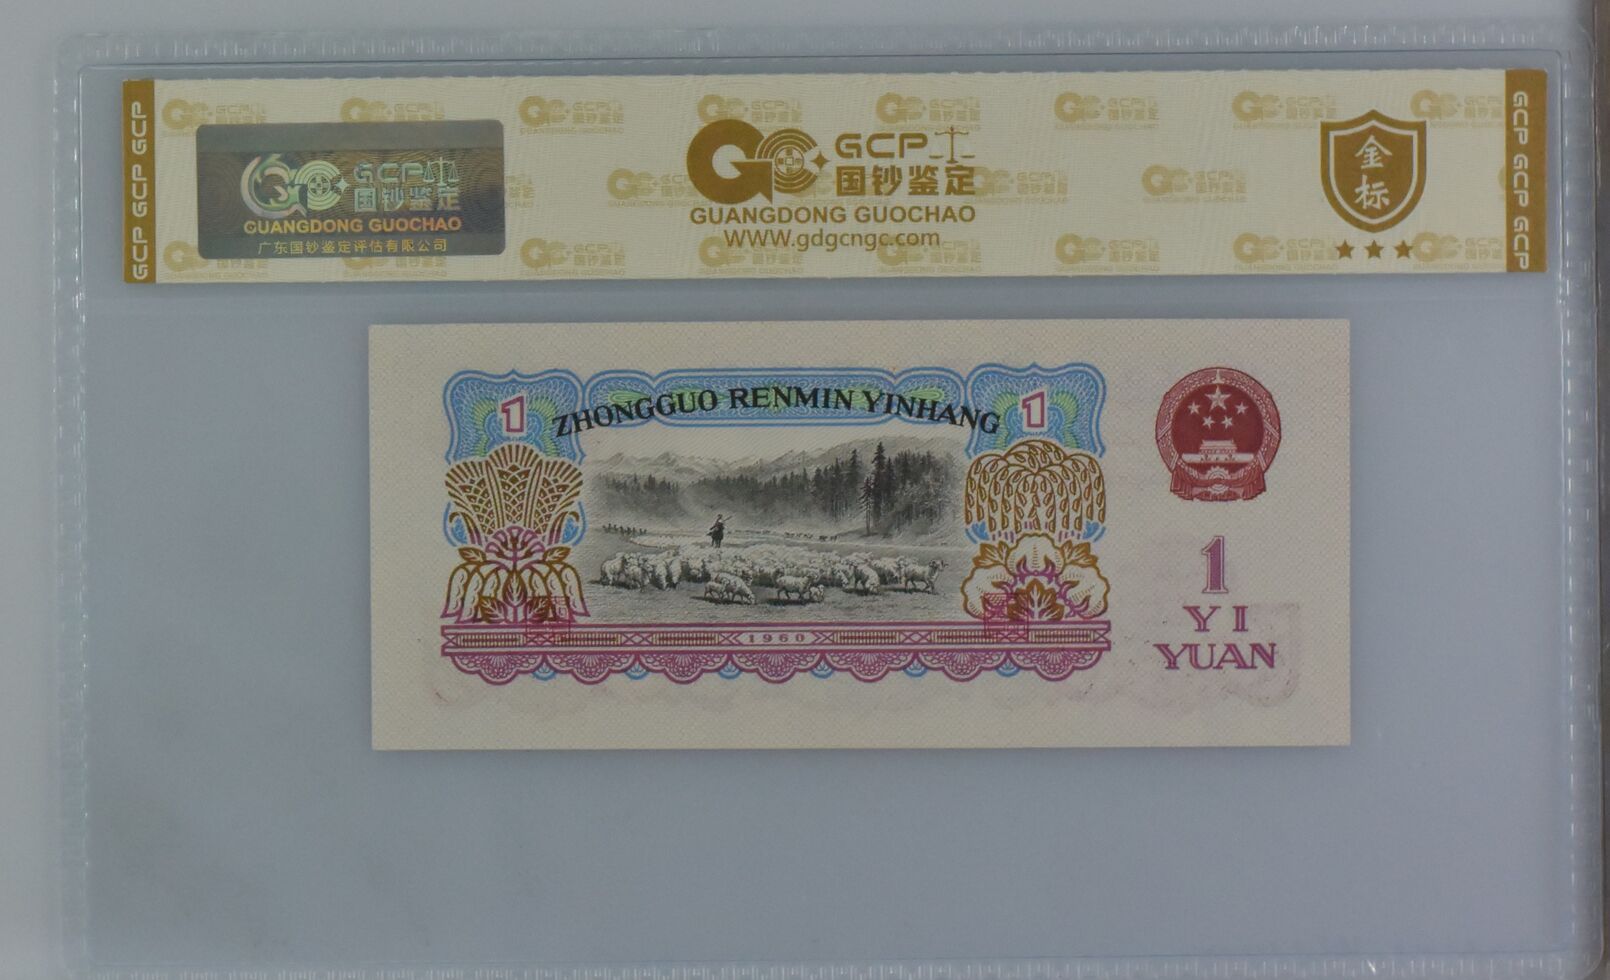 GCP GCP GCP
GCP
国钞鉴定
GUANGDONG GUOCHAO
广东国钞鉴定评估有限公司
GCP
国钞鉴定
GUANGDONG GUOCHAO
WWW.gdgcngc.com
金
标
GCP GCP GCP
1
ZHONGGUO RENMIN YINHANG
1
1960
1
YI
YUAN